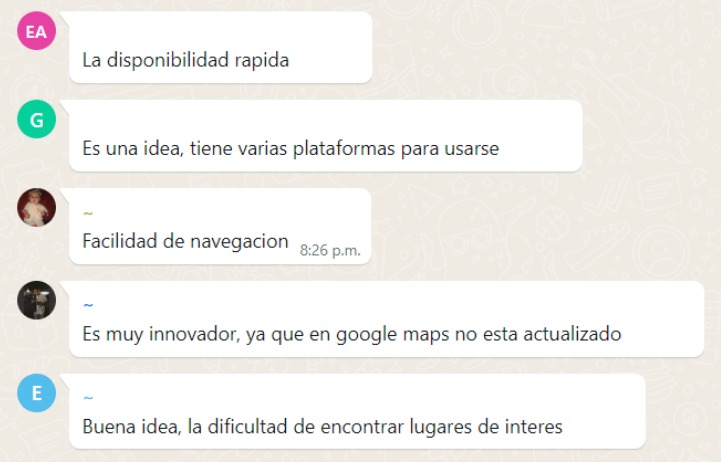 EA
La disponibilidad rapida
G
Es una idea, tiene varias plataformas para usarse
~
Facilidad de navegacion 8:26 p.m.
~
Es muy innovador, ya que en google maps no esta actualizado
E
~
Buena idea, la dificultad de encontrar lugares de interes